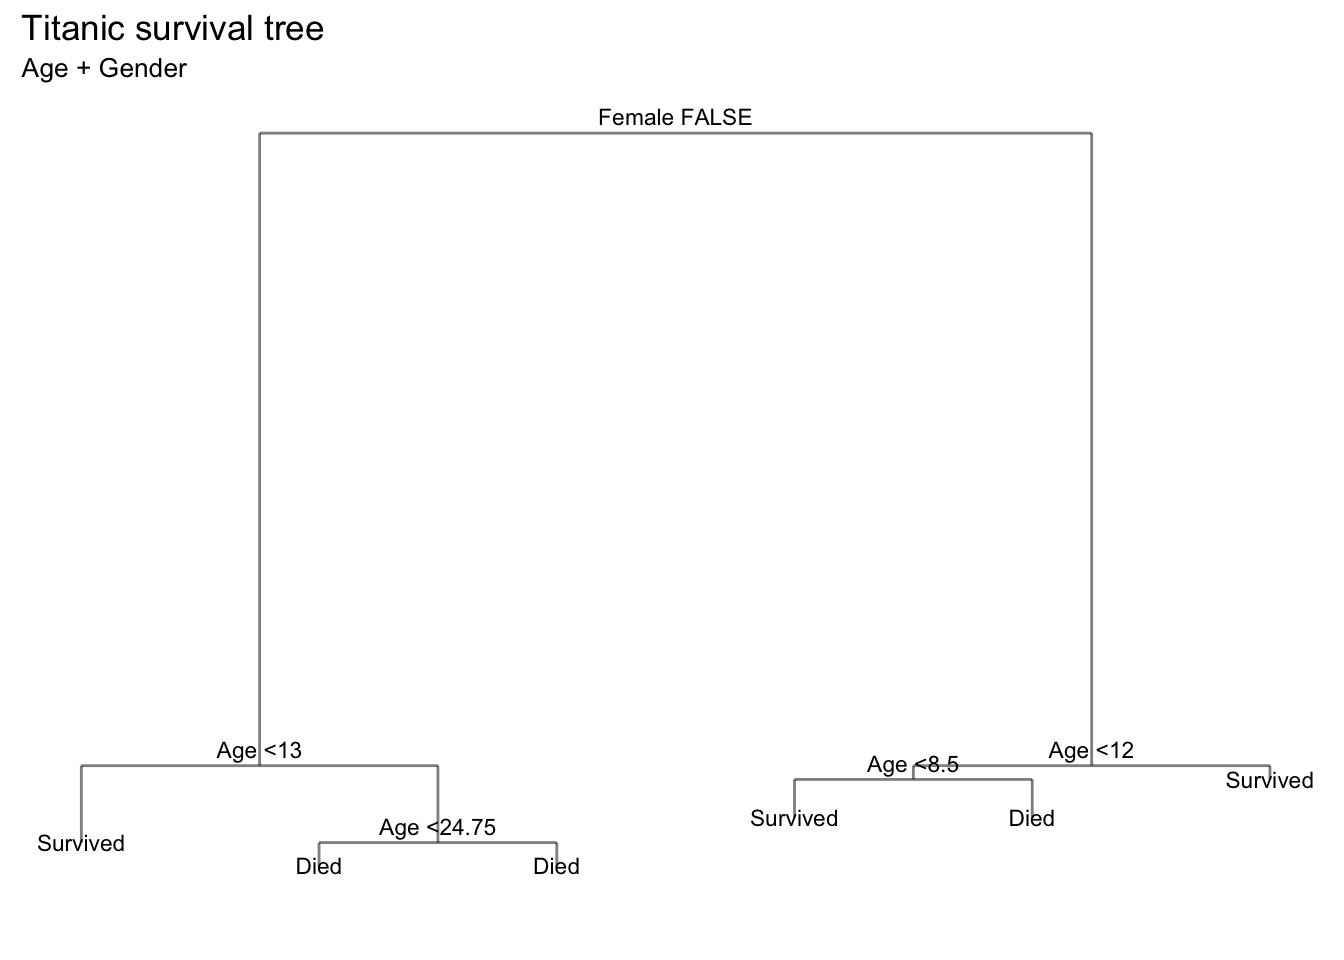 Titanic survival tree
Age + Gender
Female FALSE
Age <13
Age <12
Age <8.5
Survived
Survived
Died
Age <24.75
Survived
Died
Died